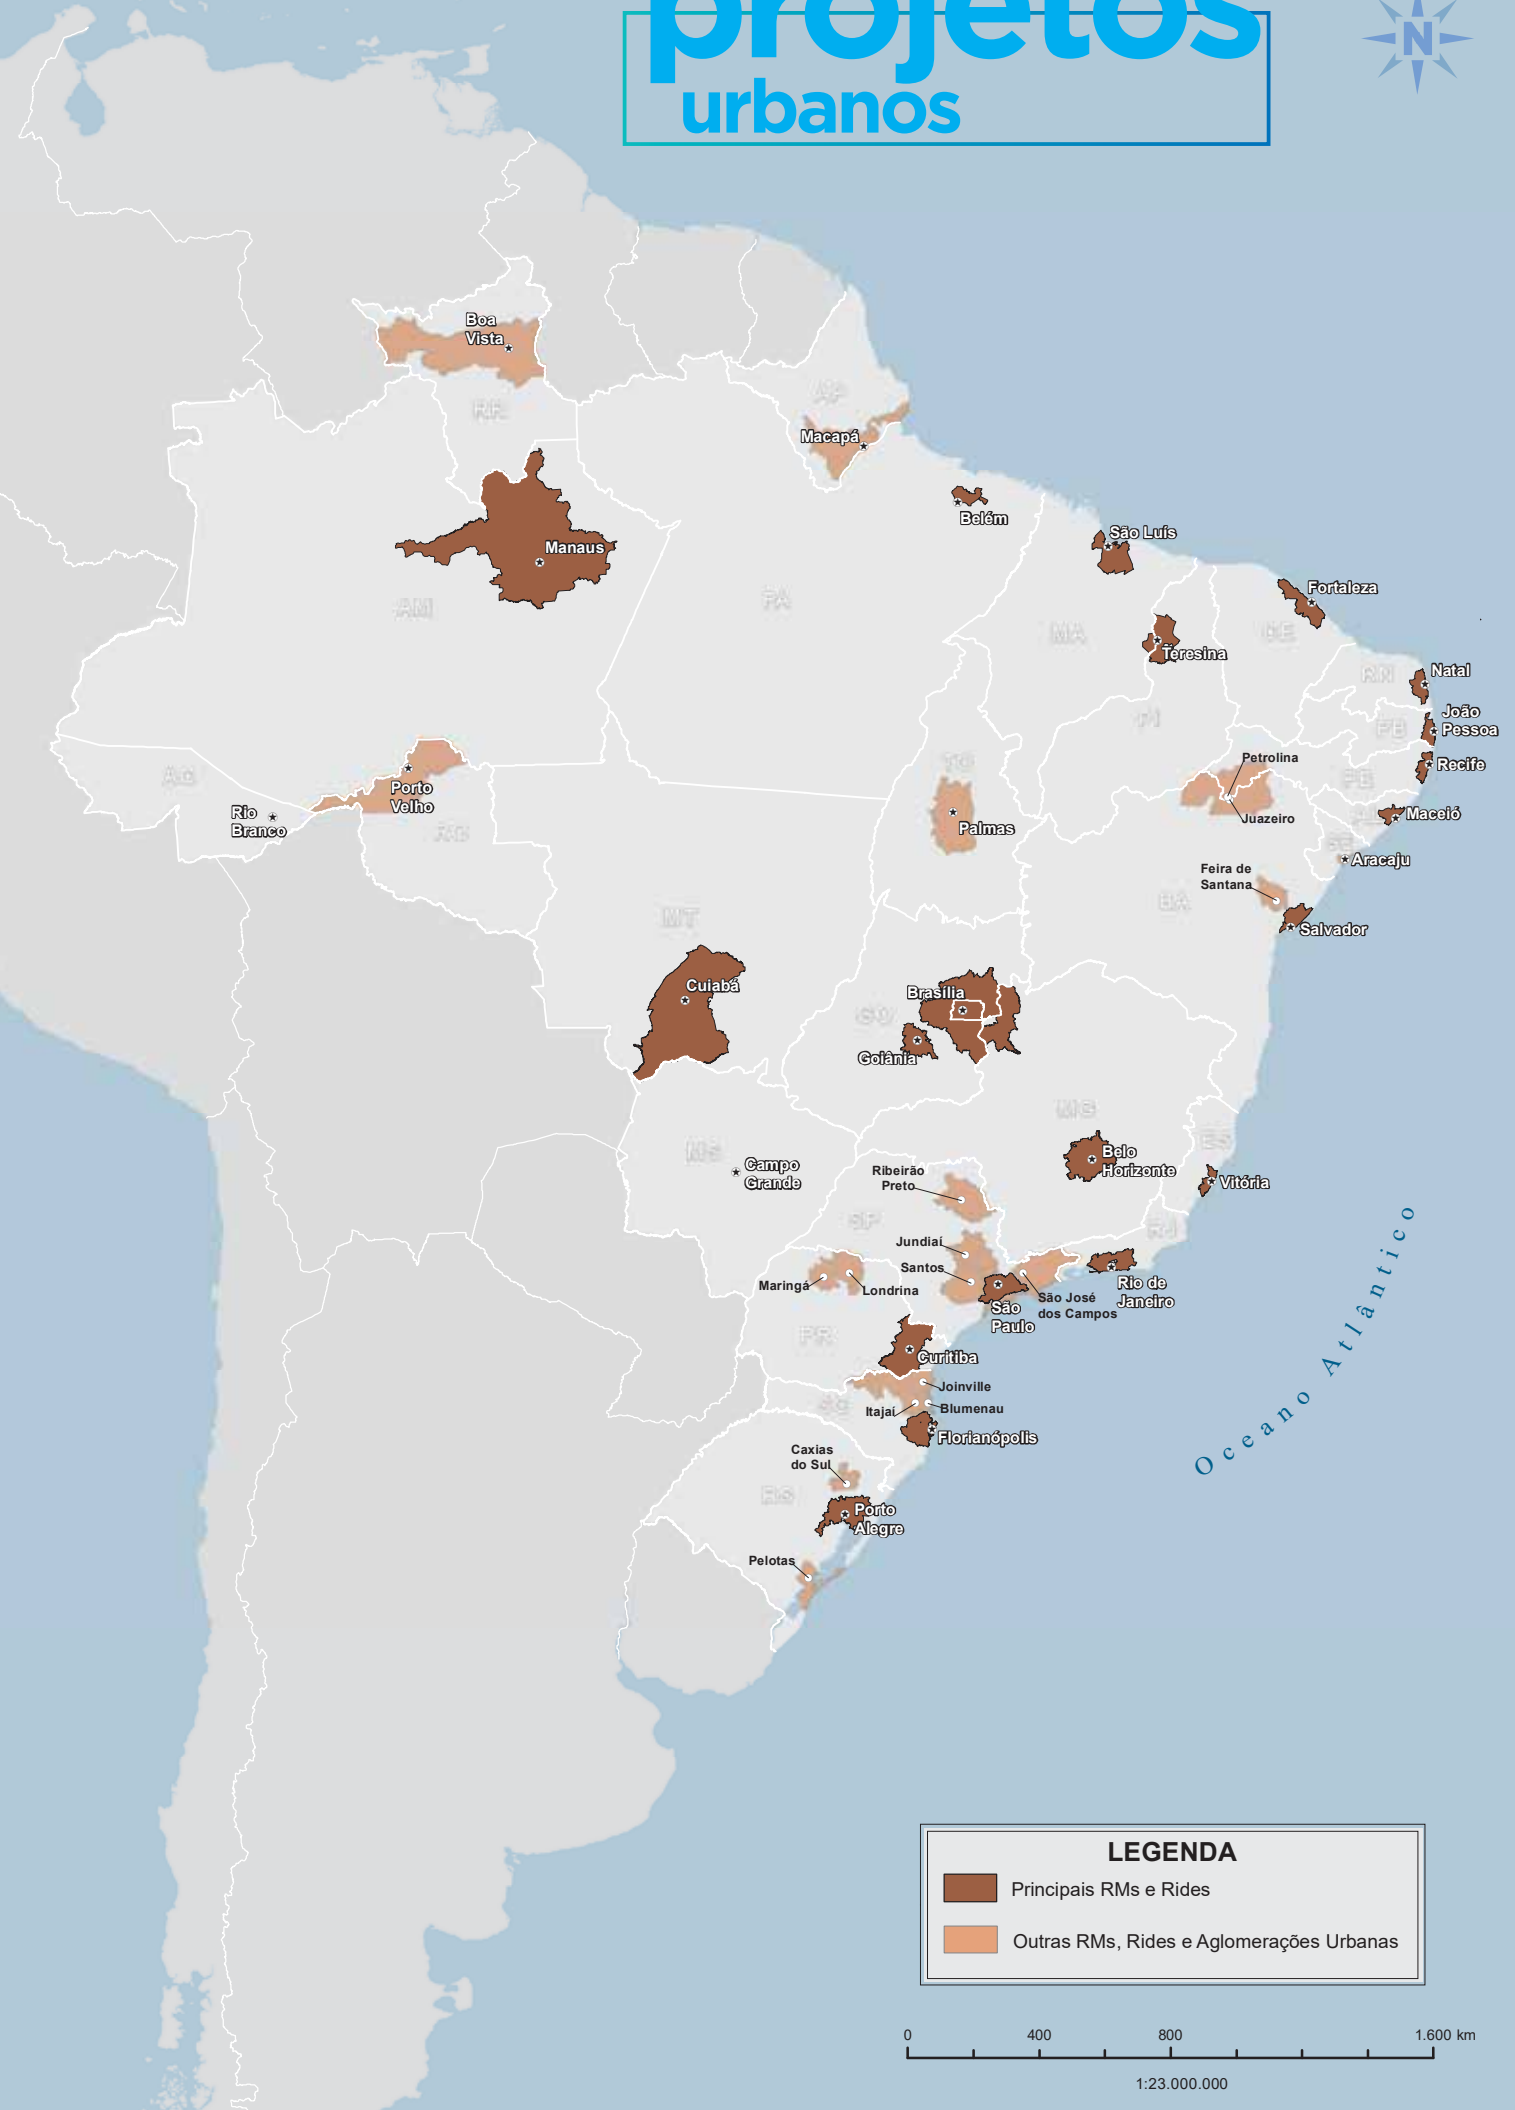 projetos
urbanos
N
Boa
Vista
RR
AP
Macapá
Belém
São Luís
Manaus
AM
PA
Fortaleza
MA
CE
Teresina
Natal
RN
João
Pessoa
PB
PI
Recife
PE
Petrolina
Juazeiro
TO
Palmas
AC
Porto
Velho
Rio
Branco
RO
Maceió
AL
SE
Aracaju
Feira de
Santana
BA
Salvador
MT
Cuiabá
Brasília
GO
Goiânia
MG
Belo
Horizonte
ES
Vitória
MS
Campo
Grande
Ribeirão
Preto
SP
RJ
Jundiaí
Santos
Maringá
Londrina
São José
dos Campos
Rio de
Janeiro
São
Paulo
PR
Curitiba
Joinville
Itajaí
Blumenau
SC
Florianópolis
Caxias
do Sul
RS
Porto
Alegre
Pelotas
Oceano Atlântico
LEGENDA
Principais RMs e Rides
Outras RMs, Rides e Aglomerações Urbanas
0 400 800 1.600 km
1:23.000.000